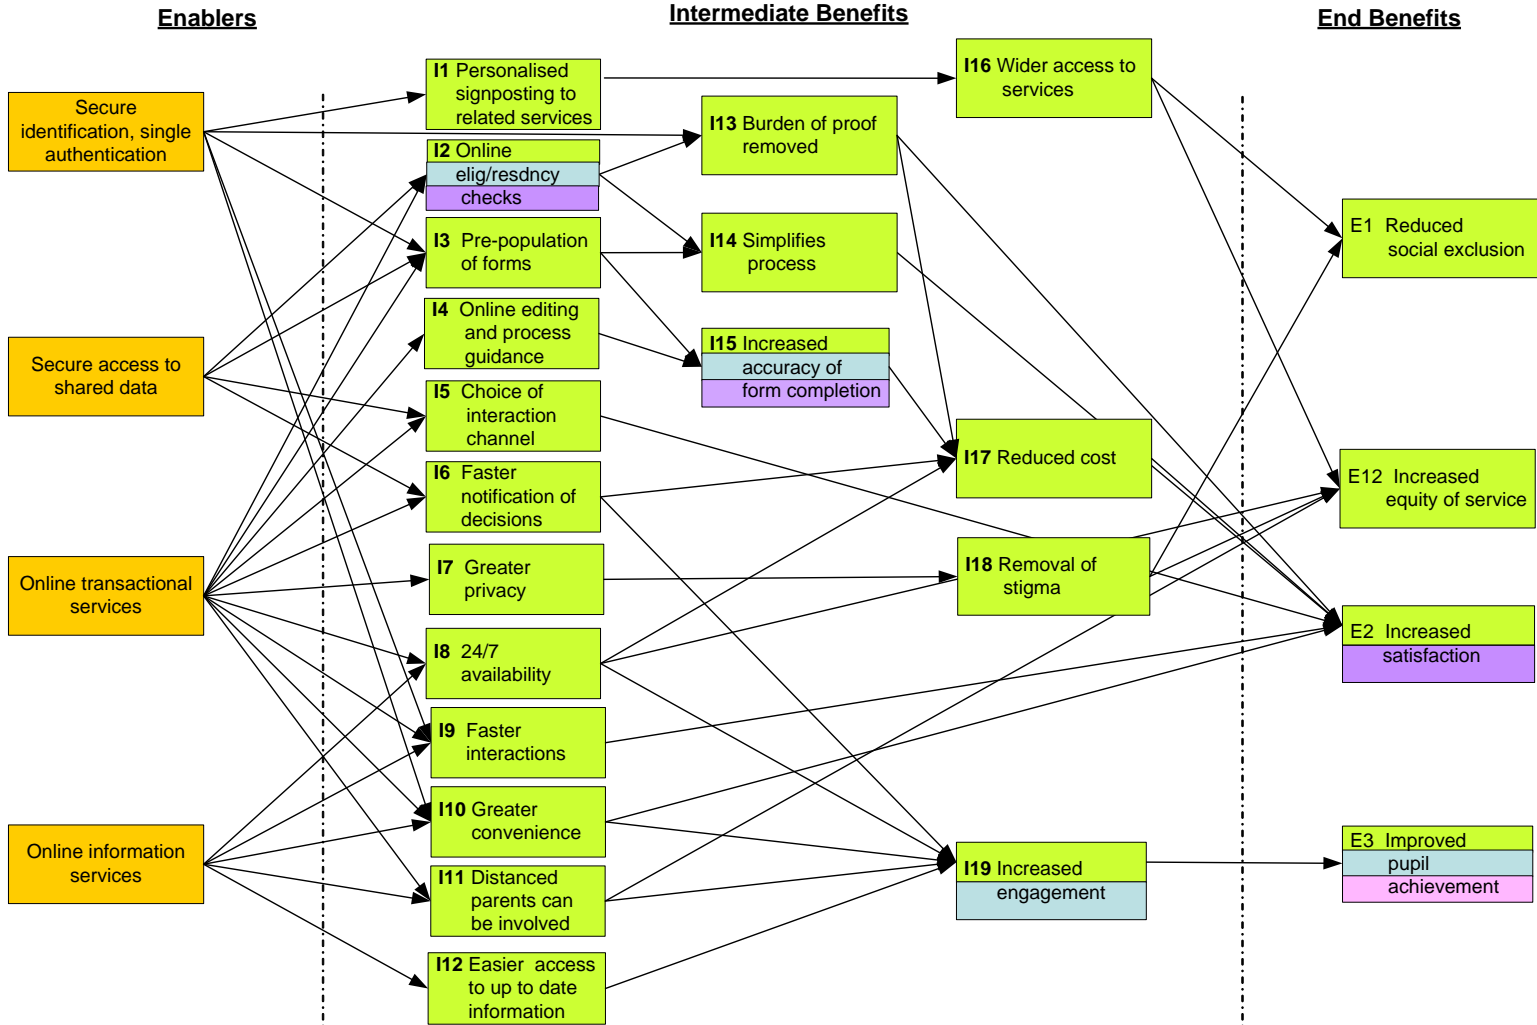 Enablers
Intermediate Benefits
End Benefits
Secure
identification, single
authentication
Secure access to
shared data
Online transactional
services
Online information
services
I1 Personalised
signposting to
related services
I2 Online
elig/resdncy
checks
I3 Pre-population
of forms
I4 Online editing
and process
guidance
I5 Choice of
interaction
channel
I6 Faster
notification of
decisions
I7 Greater
privacy
I8 24/7
availability
I9 Faster
interactions
I10 Greater
convenience
I11 Distanced
parents can
be involved
I12 Easier access
to up to date
information
I13 Burden of proof
removed
I14 Simplifies
process
I15 Increased
accuracy of
form completion
I16 Wider access to
services
I17 Reduced cost
I18 Removal of
stigma
I19 Increased
engagement
E1 Reduced
social exclusion
E12 Increased
equity of service
E2 Increased
satisfaction
E3 Improved
pupil
achievement